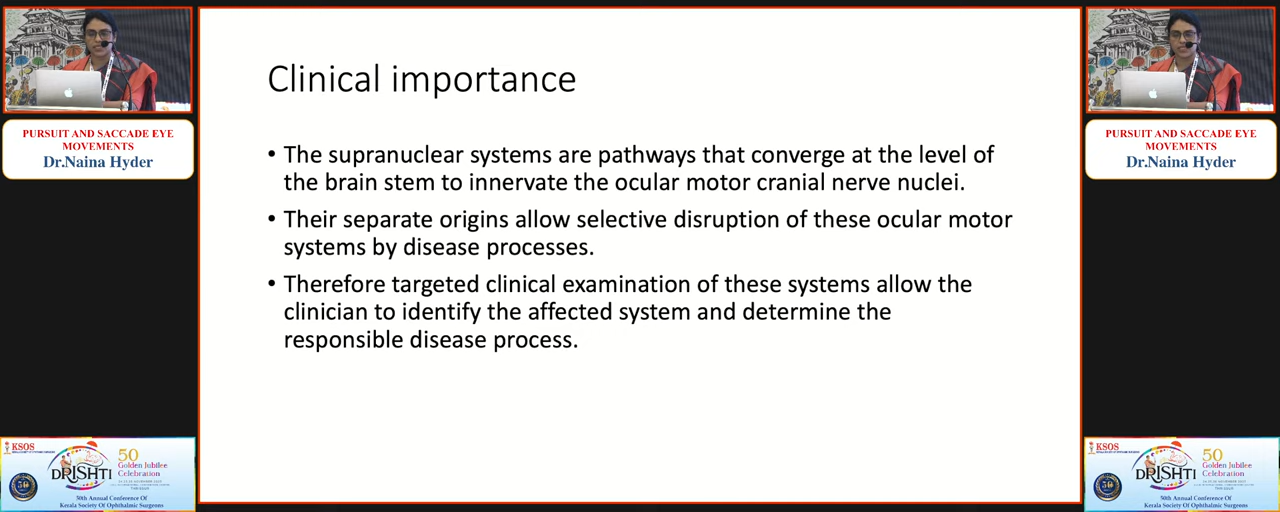 Clinical importance
• The supranuclear systems are pathways that converge at the level of
the brain stem to innervate the ocular motor cranial nerve nuclei.
• Their separate origins allow selective disruption of these ocular motor
systems by disease processes.
• Therefore targeted clinical examination of these systems allow the
clinician to identify the affected system and determine the
responsible disease process.
PURSUIT AND SACCADE EYE
MOVEMENTS
Dr.Naina Hyder
PURSUIT AND SACCADE EYE
MOVEMENTS
Dr.Naina Hyder
KSOS
DRISHTI
50
Golden Jubilee
Celebration
50th Annual Conference Of
Kerala Society Of Ophthalmic Surgeons
KSOS
DRISHTI
50
Golden Jubilee
Celebration
50th Annual Conference Of
Kerala Society Of Ophthalmic Surgeons